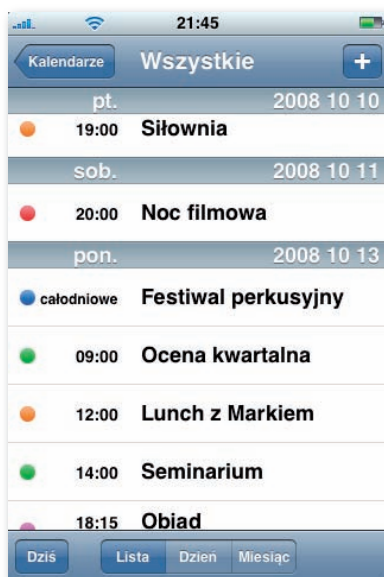 21:45
Kalendarze Wszystkie +
pt. 2008 10 10
19:00 Siłownia
sob. 2008 10 11
20:00 Noc filmowa
pon. 2008 10 13
całodniowe Festiwal perkusyjny
09:00 Ocena kwartalna
12:00 Lunch z Markiem
14:00 Seminarium
18:15 Obiad
Dziś Lista Dzień Miesiąc